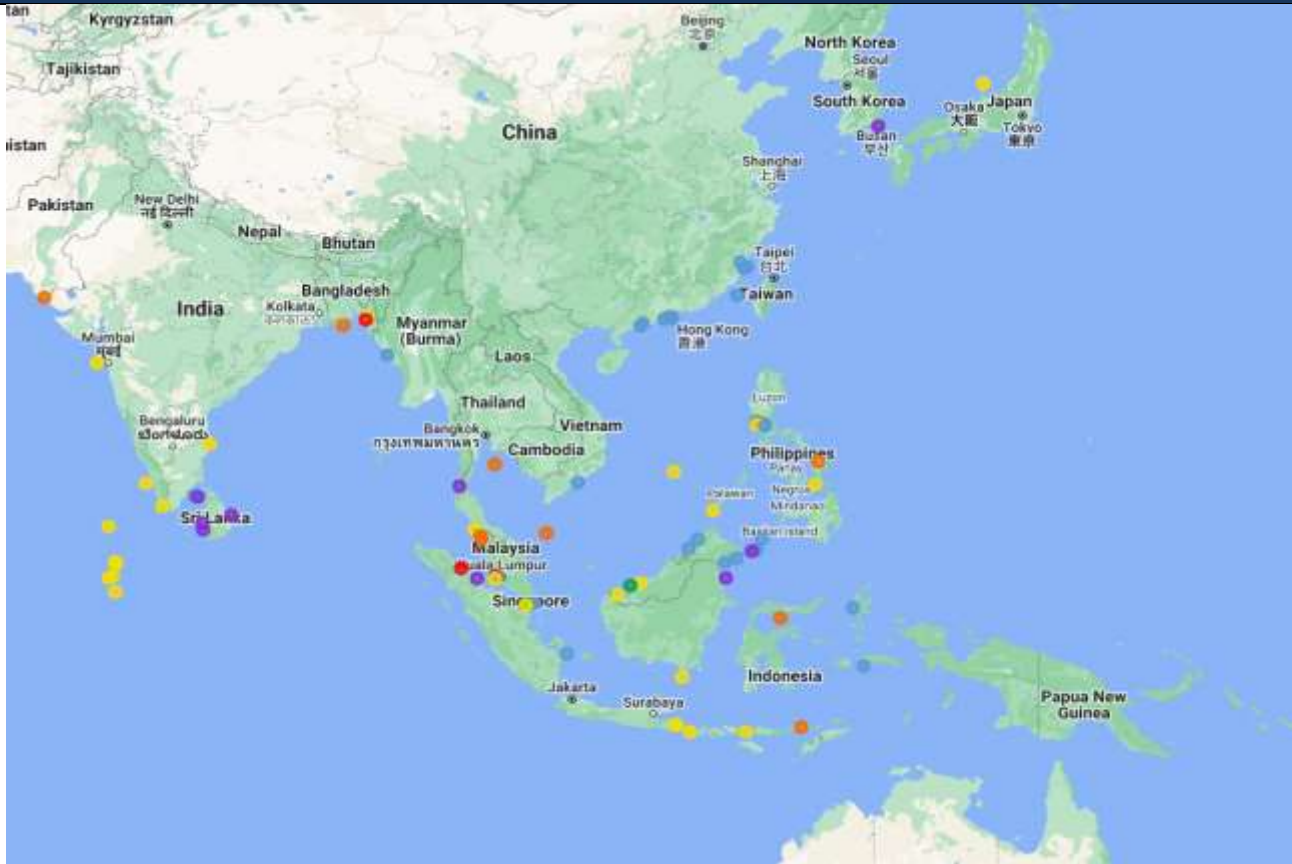 tan
Kyrgyzstan
Beijing
北京
North Korea
Tajikistan
Seoul
서울
South Korea
Osaka
大阪
Japan
China
Busan
부산
Tokyo
東京
istan
Shanghai
上海
Pakistan
New Delhi
नई दिल्ली
Nepal
Bhutan
Taipei
台北
Bangladesh
Taiwan
India
Kolkata
Myanmar
(Burma)
Hong Kong
香港
Mumbai
मुंबई
Laos
Thailand
Luzon
Bengaluru
Bangkok
กรุงเทพมหานคร
Vietnam
Cambodia
Philippines
Panay
Palawan
Negros
Mindanao
Sri Lanka
Basilan Island
Malaysia
Kuala Lumpur
Singapore
Indonesia
Jakarta
Surabaya
Papua New
Guinea